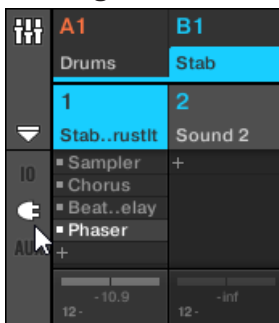 A1 B1
Drums Stab
1 2
Stab..rustIt Sound 2
IO Sampler +
Chorus
Beat..elay
Phaser
AU +
-10.9 -inf
12- 12-